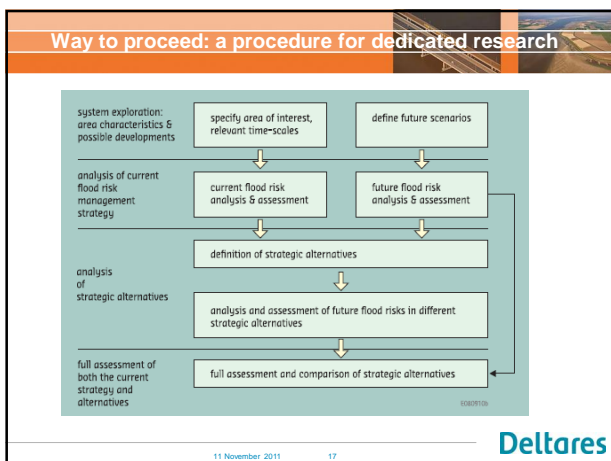 Way to proceed: a procedure for dedicated research
system exploration:
area characteristics &
possible developments
specify area of interest,
relevant time-scales
define future scenarios
analysis of current
flood risk
management
strategy
current flood risk
analysis & assessment
future flood risk
analysis & assessment
analysis
of
strategic alternatives
definition of strategic alternatives
analysis and assessment of future flood risks in different
strategic alternatives
full assessment of
both the current
strategy and
alternatives
full assessment and comparison of strategic alternatives
11 November 2011
17
Deltares